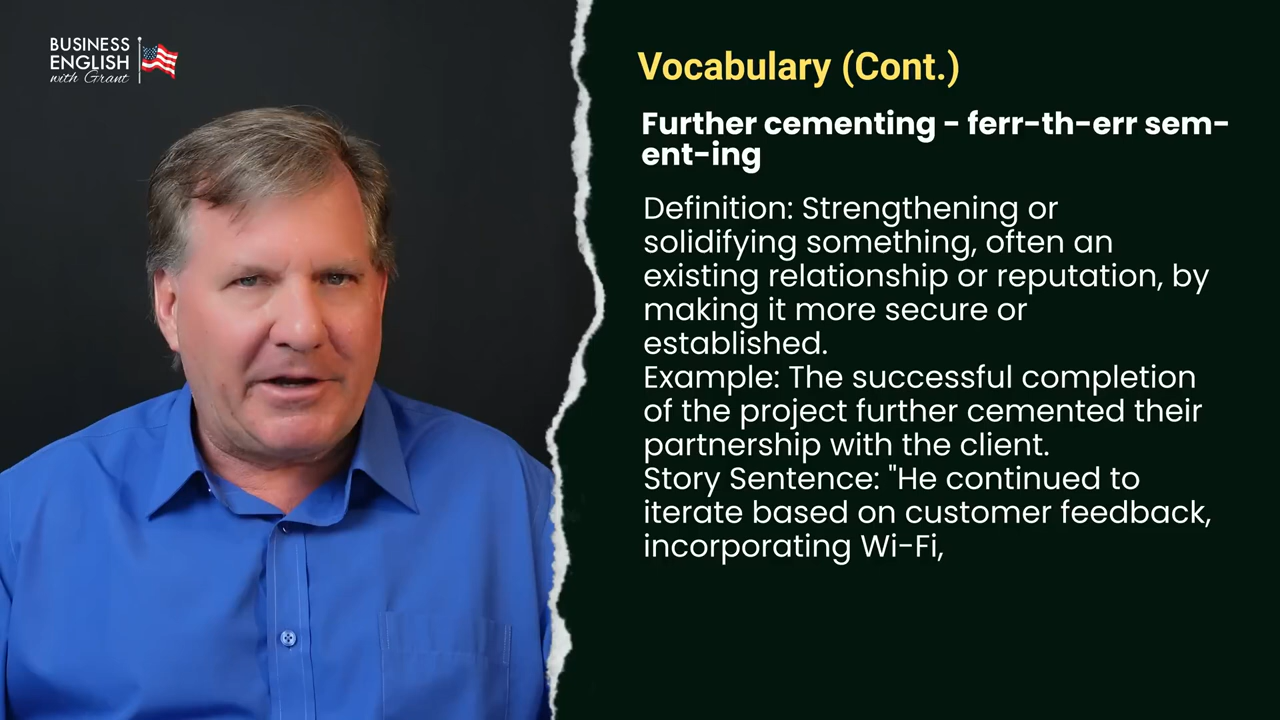 BUSINESS
ENGLISH
with Grant
Vocabulary (Cont.)
Further cementing - ferr-th-err sem-
ent-ing
Definition: Strengthening or
solidifying something, often an
existing relationship or reputation, by
making it more secure or
established.
Example: The successful completion
of the project further cemented their
partnership with the client.
Story Sentence: "He continued to
iterate based on customer feedback,
incorporating Wi-Fi,